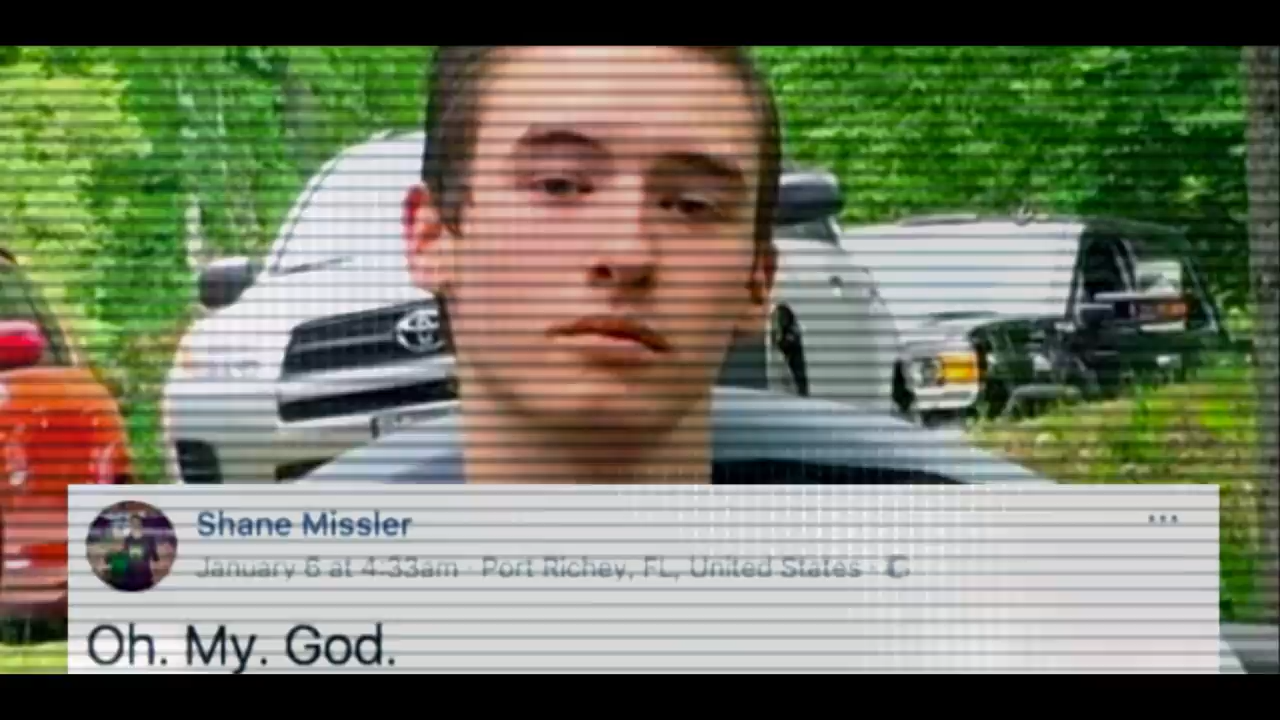 Shane Missler
January 6 at 4:33am · Port Richey, FL, United States ·
Oh. My. God.